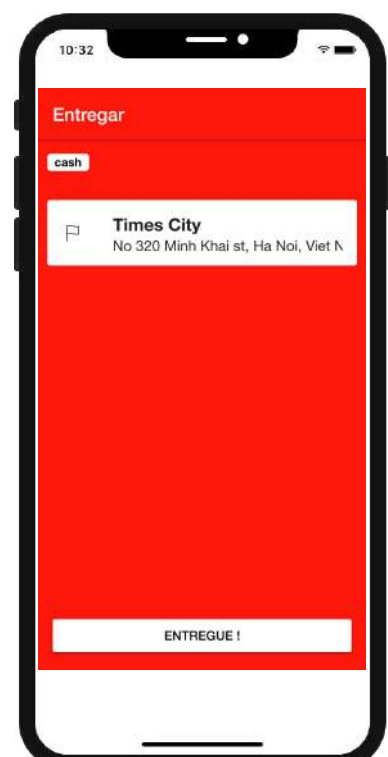 10:32
Entregar
cash
Times City
No 320 Minh Khai st, Ha Noi, Viet N
ENTREGUE !